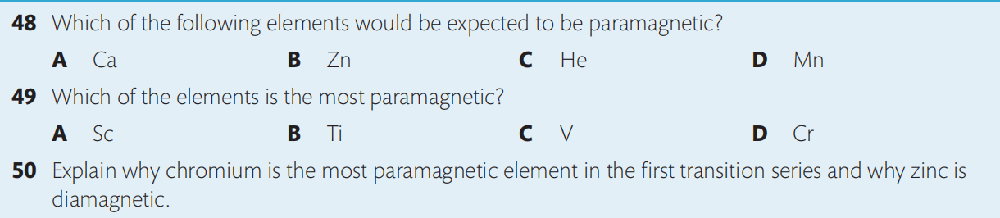 48 Which of the following elements would be expected to be paramagnetic?
A Ca B Zn C He D Mn
49 Which of the elements is the most paramagnetic?
A Sc B Ti C V D Cr
50 Explain why chromium is the most paramagnetic element in the first transition series and why zinc is
diamagnetic.